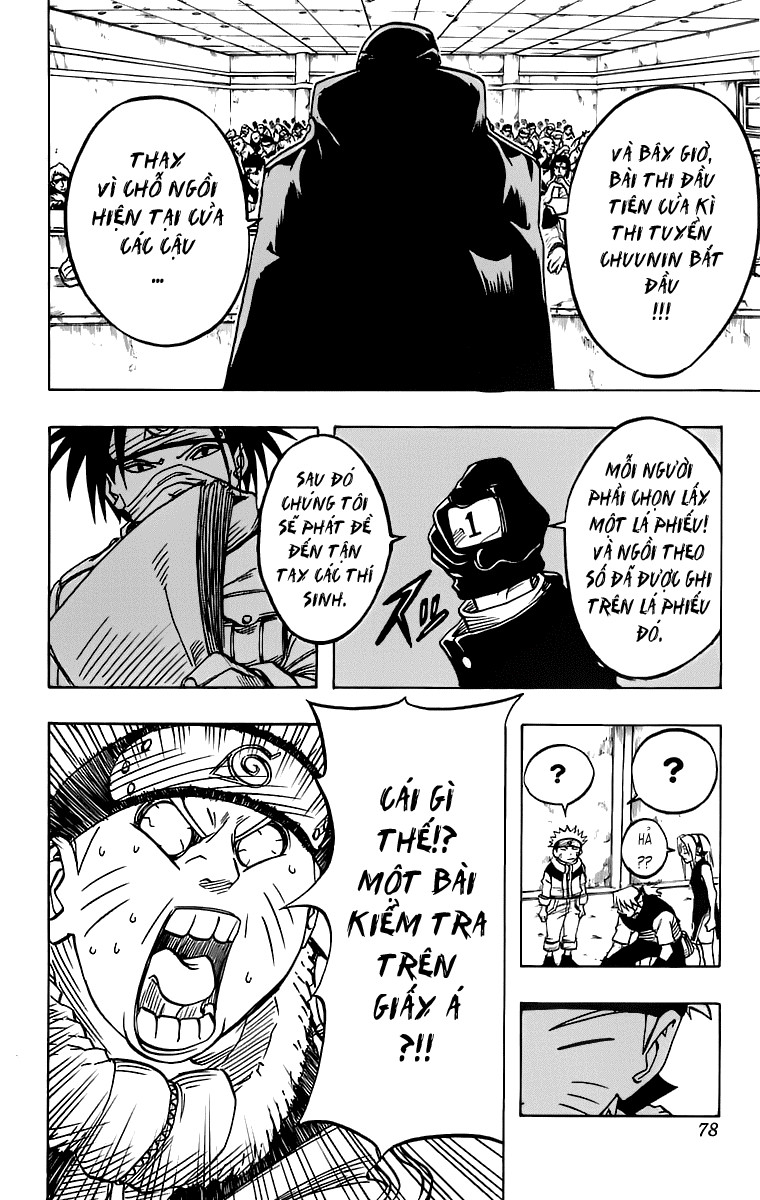 VÀ BÂY GIỜ,
BÀI THI ĐẦU
TIÊN CỦA KÌ
THI TUYỂN
CHUUNIN BẮT
ĐẦU
!!!
THAY
VÌ CHỖ NGỒI
HIỆN TẠI CỦA
CÁC CẬU
...
MỖI NGƯỜI
PHẢI CHỌN LẤY
MỘT LÁ PHIẾU!
VÀ NGỒI THEO
SỐ ĐÃ ĐƯỢC GHI
TRÊN LÁ PHIẾU
ĐÓ.
1
SAU ĐÓ
CHÚNG TÔI
SẼ PHÁT ĐỀ
ĐẾN TẬN
TAY CÁC THÍ
SINH.
?
?
HẢ
??
CÁI GÌ
THẾ!?
MỘT BÀI
KIỂM TRA
TRÊN
GIẤY Á
?!!
78